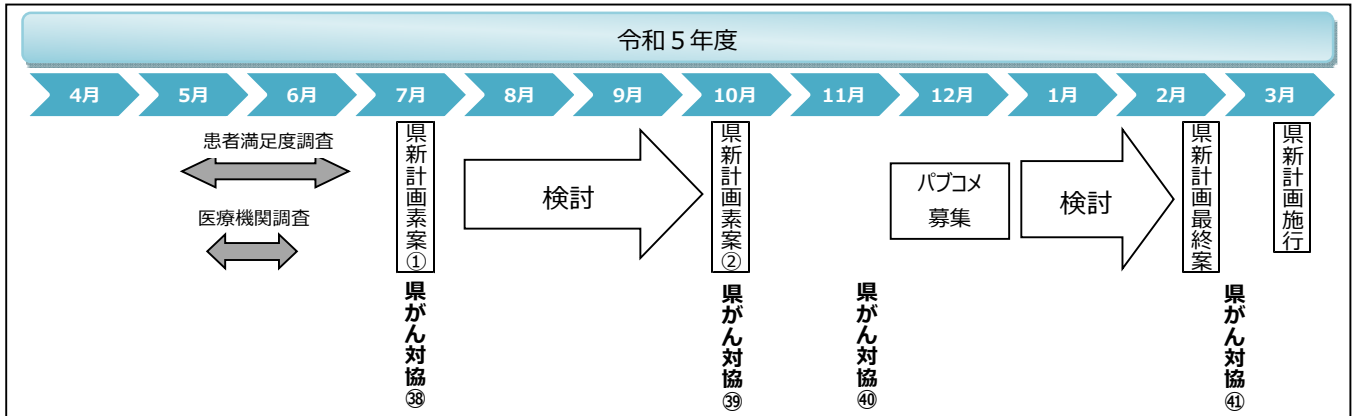 令和５年度
4月 5月 6月 7月 8月 9月 10月 11月 12月 1月 2月 3月
患者満足度調査
医療機関調査
県新計画素案①
検討
県新計画素案②
パブコメ
募集
検討
県新計画最終案
県新計画施行
県がん対協㊳
県がん対協㊴
県がん対協㊵
県がん対協㊶